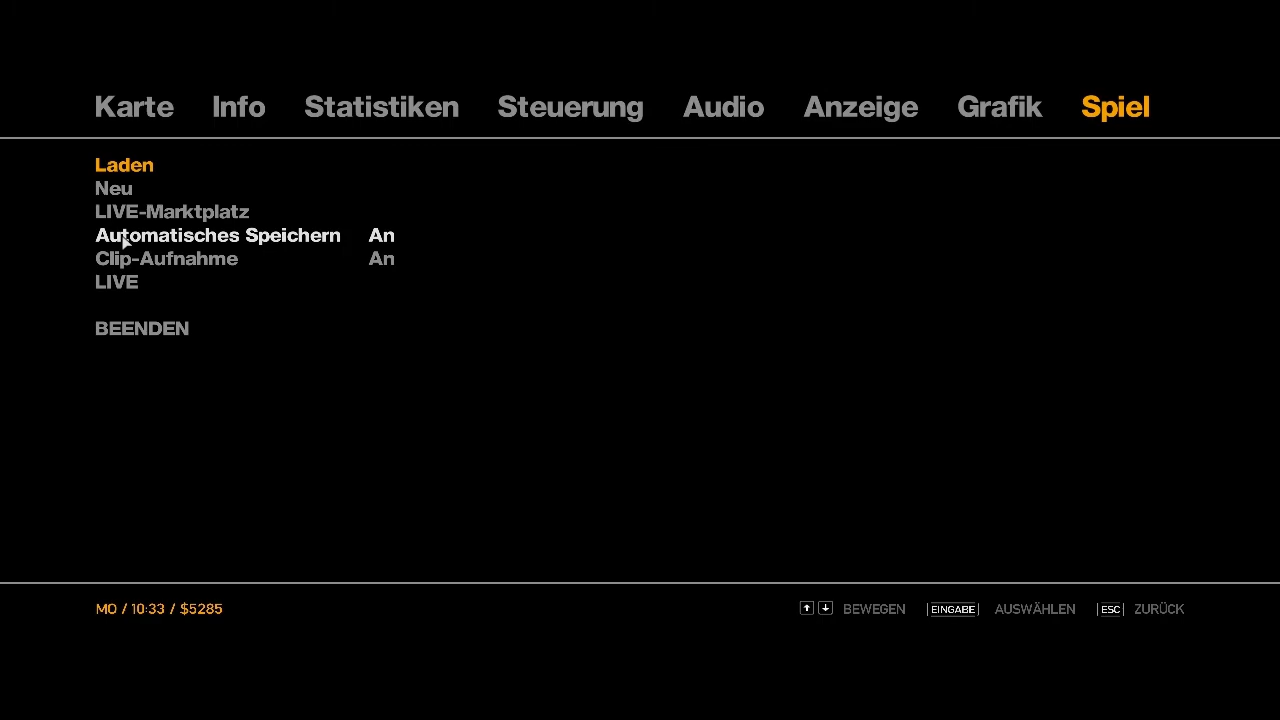 Karte Info Statistiken Steuerung Audio Anzeige Grafik Spiel
Laden
Neu
LIVE-Marktplatz
Automatisches Speichern An
Clip-Aufnahme An
LIVE
BEENDEN
MO / 10:33 / $5285 BEWEGEN EINGABE AUSWÄHLEN ESC ZURÜCK